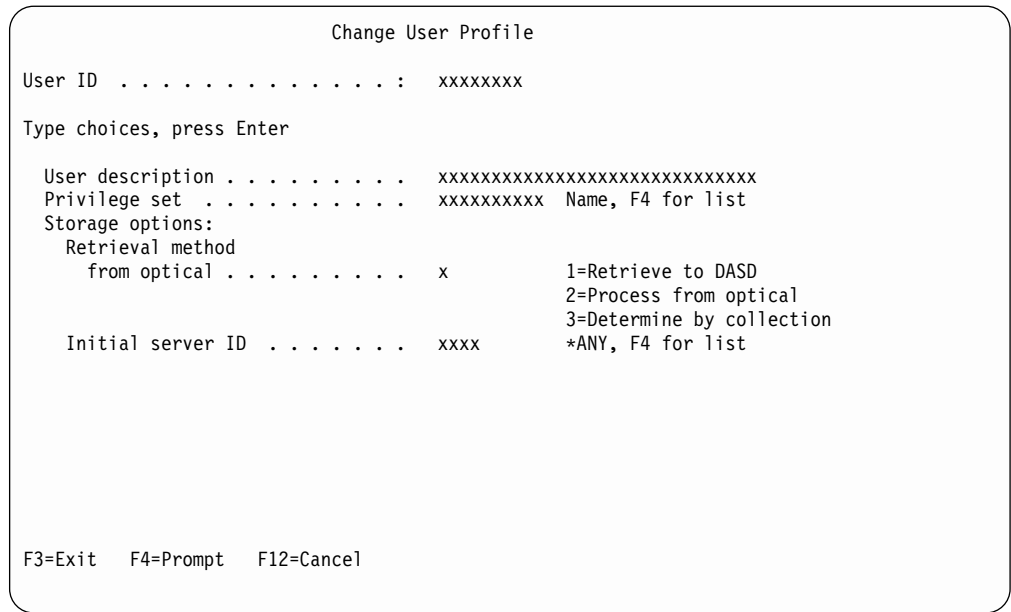 Change User Profile
User ID . . . . . . . . . . . . . : xxxxxxxx
Type choices, press Enter
User description . . . . . . . . . xxxxxxxxxxxxxxxxxxxxxxxxxxxxxx
Privilege set . . . . . . . . . . xxxxxxxxxx Name, F4 for list
Storage options:
Retrieval method
from optical . . . . . . . . . x 1=Retrieve to DASD
2=Process from optical
3=Determine by collection
Initial server ID . . . . . . . xxxx *ANY, F4 for list
F3=Exit F4=Prompt F12=Cancel